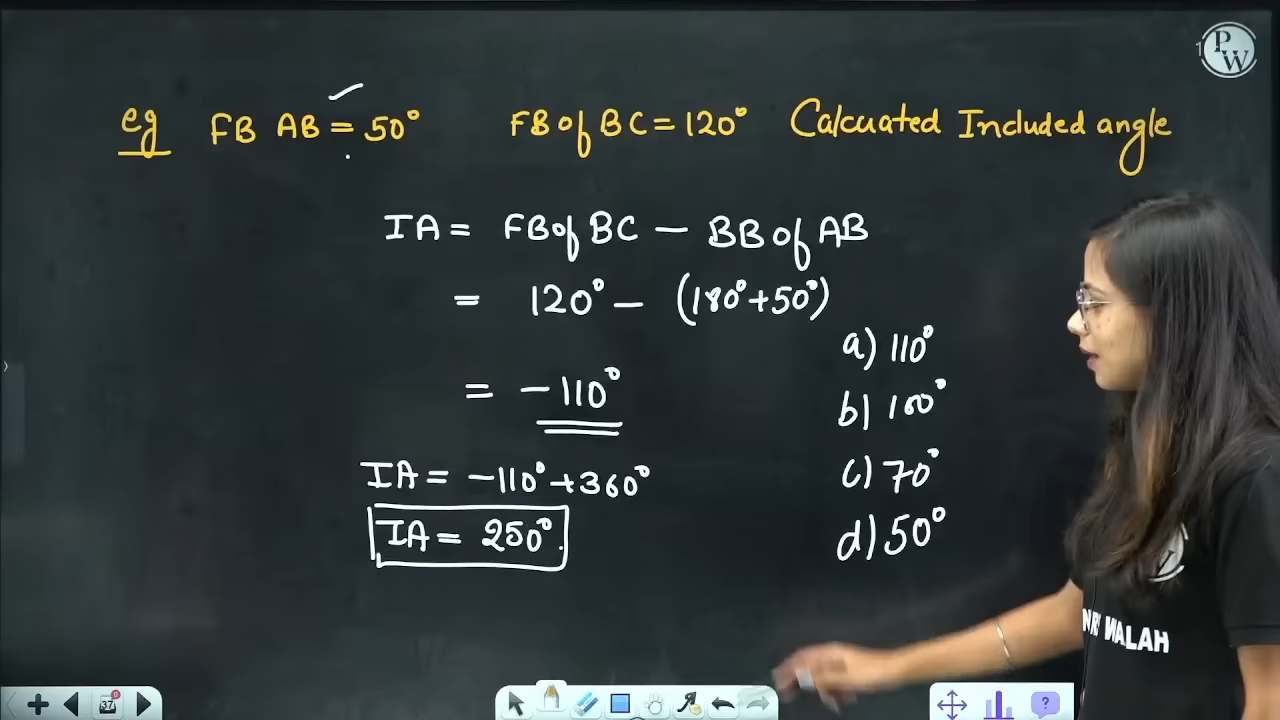 eg FB AB = 50° FB of BC = 120° Calcuated Included angle
IA = FB of BC - BB of AB
= 120° - (180° + 50°)
= -110°
IA = -110° + 360°
IA = 250°.
a) 110°
b) 100°
c) 70°
d) 50°
PW
37
WALAH